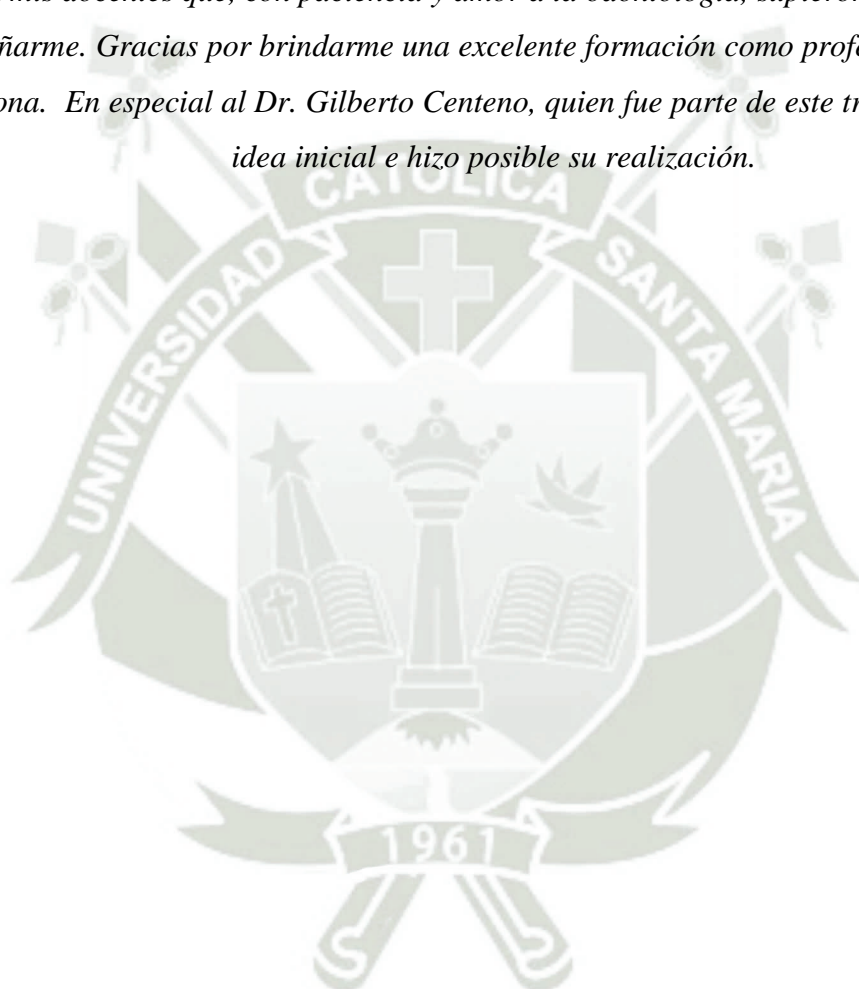 mis docentes que, con paciencia y amor a la odontología, supieron
ñarme. Gracias por brindarme una excelente formación como
ona. En especial al Dr. Gilberto Centeno, quien fue parte de este
idea inicial e hizo posible su realización.
UNIVERSIDAD CATOLICA SANTA MARIA
1961